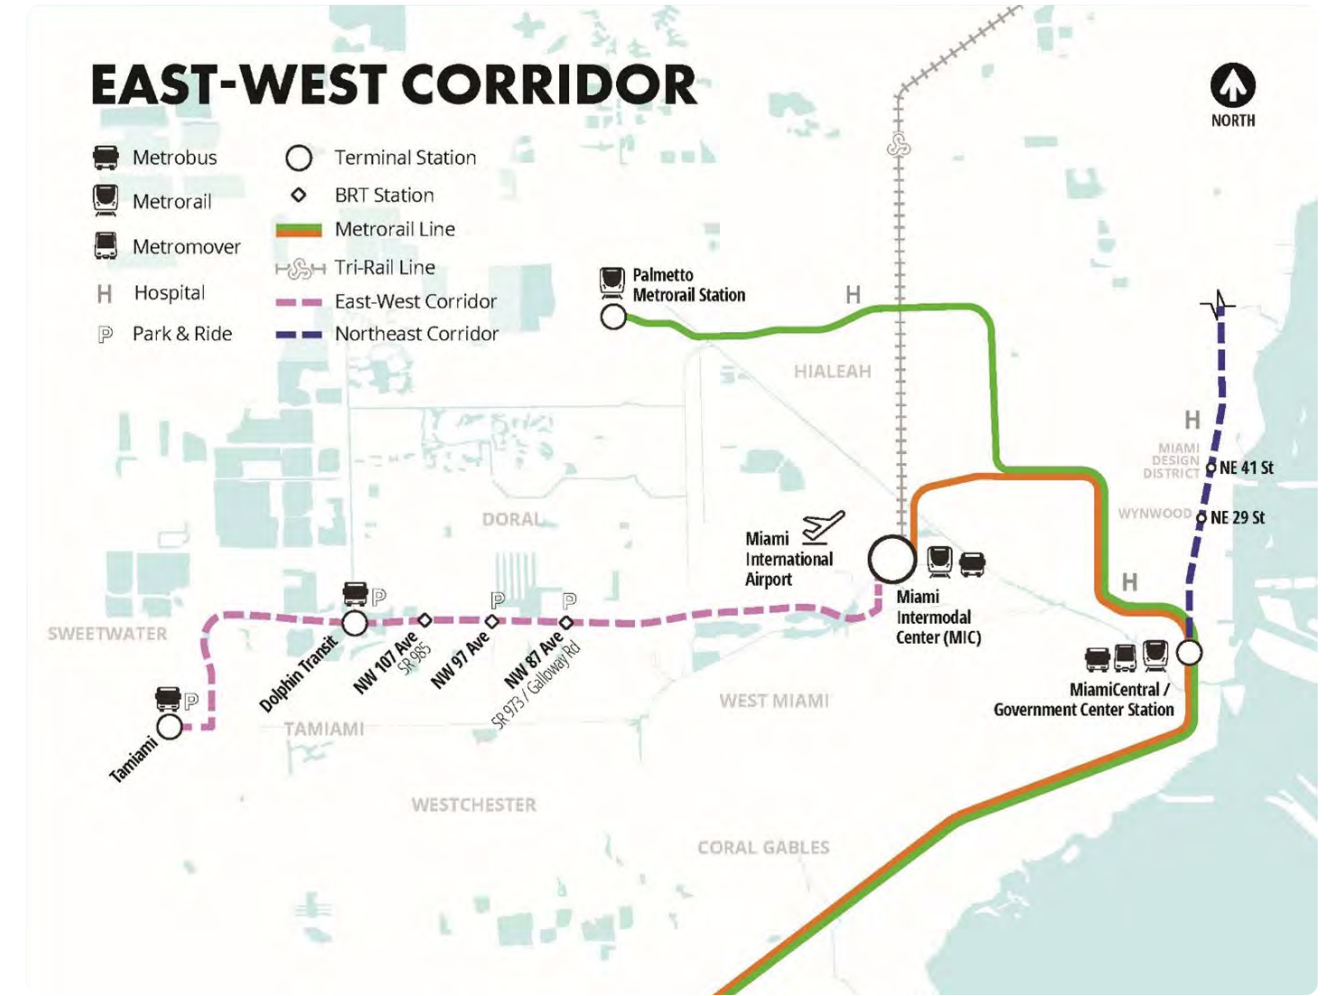 EAST-WEST CORRIDOR
NORTH
Metrobus
Metrorail
Metromover
H Hospital
P Park & Ride
Terminal Station
BRT Station
Metrorail Line
Tri-Rail Line
East-West Corridor
Northeast Corridor
Palmetto
Metrorail Station
H
HIALEAH
H
MIAMI
DESIGN
DISTRICT
NE 41 St
WYNWOOD
NE 29 St
DORAL
Miami
International
Airport
Miami
Intermodal
Center (MIC)
H
SWEETWATER
P
Dolphin Transit
NW 107 Ave
SR 985
P
NW 97 Ave
P
NW 87 Ave
SR 973 / Galloway Rd
MiamiCentral /
Government Center Station
P
Tamiami
TAMIAMI
WEST MIAMI
WESTCHESTER
CORAL GABLES